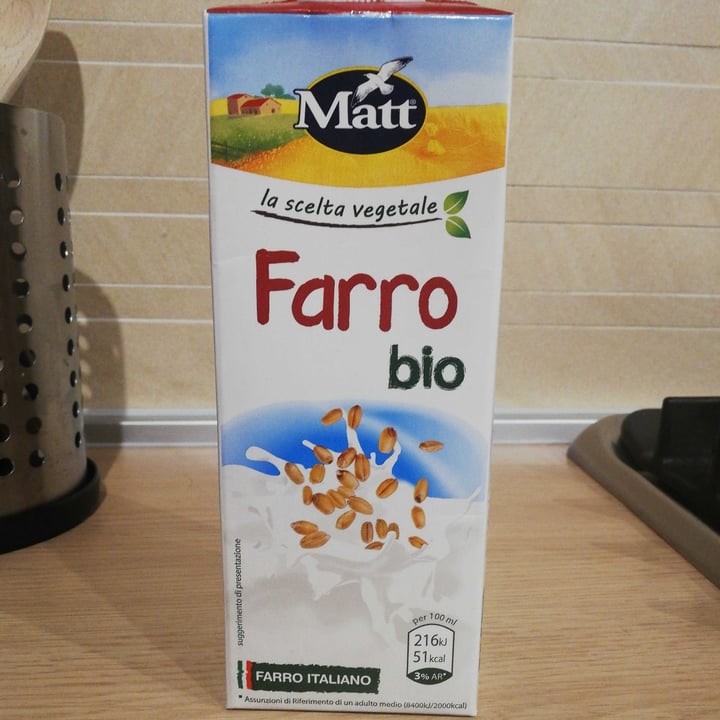 Matt®
la scelta vegetale
Farro
bio
suggerimento di presentazione
per 100 ml
216kJ
51kcal
3% AR*
FARRO ITALIANO
* Assunzioni di Riferimento di un adulto medio (8400kJ/2000kcal)